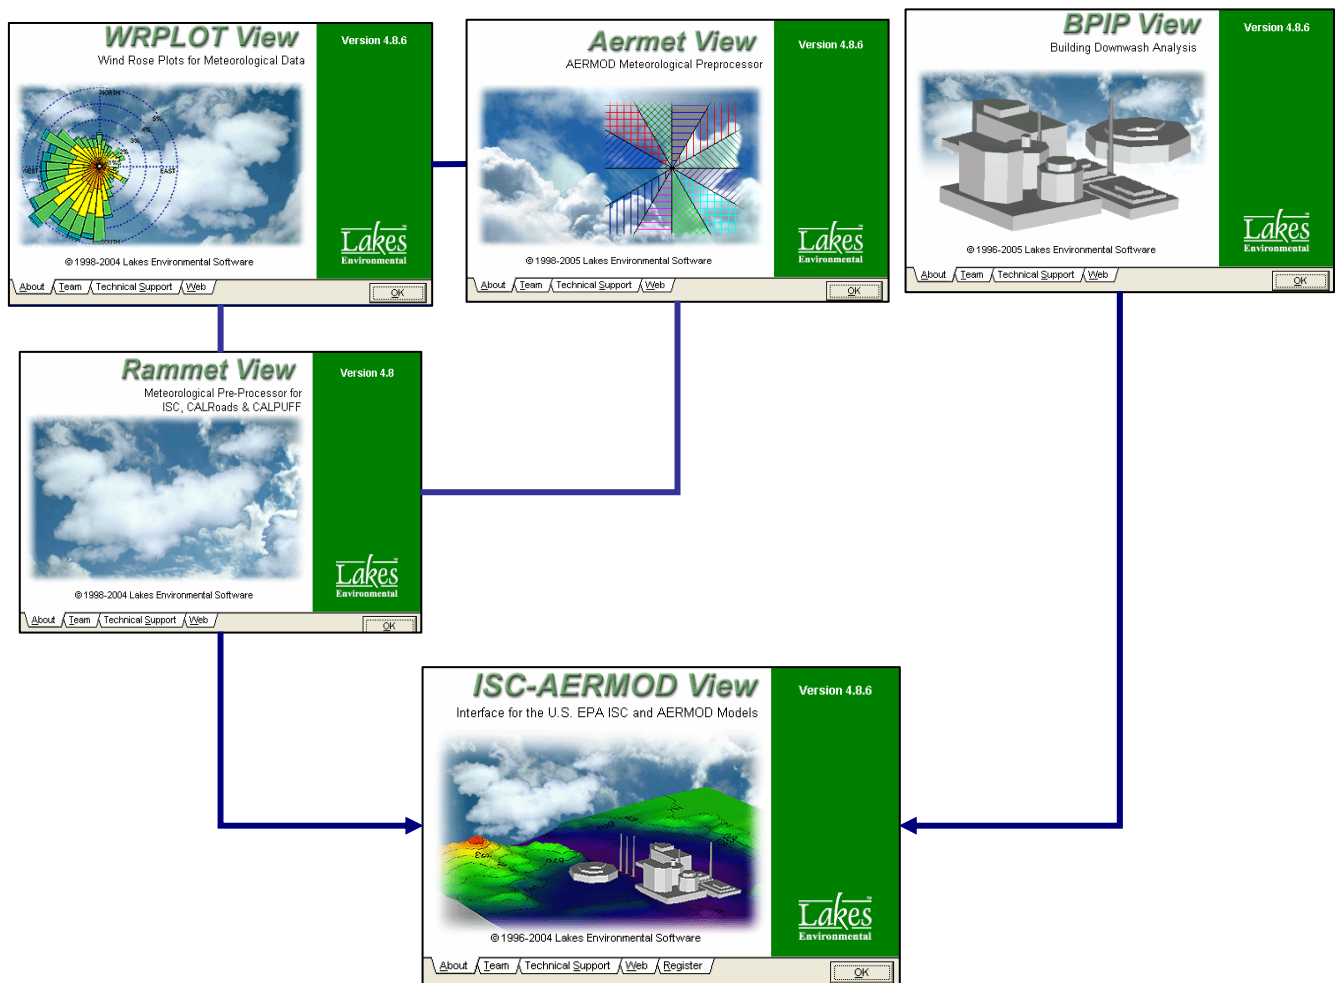 WRPLOT View
Wind Rose Plots for Meteorological Data
Version 4.8.6
NORTH
5%
4%
3%
2%
1%
WEST
EAST
SOUTH
Lakes
Environmental
© 1998-2004 Lakes Environmental Software
About Team Technical Support Web
OK
Aermet View
AERMOD Meteorological Preprocessor
Version 4.8.6
Lakes
Environmental
© 1998-2005 Lakes Environmental Software
About Team Technical Support Web
OK
BPIP View
Building Downwash Analysis
Version 4.8.6
Lakes
Environmental
© 1996-2005 Lakes Environmental Software
About Team Technical Support Web
OK
Rammet View
Meteorological Pre-Processor for
ISC, CALRoads & CALPUFF
Version 4.8
Lakes
Environmental
© 1998-2004 Lakes Environmental Software
About Team Technical Support Web
OK
ISC-AERMOD View
Interface for the U.S. EPA ISC and AERMOD Models
Version 4.8.6
Lakes
Environmental
© 1996-2004 Lakes Environmental Software
About Team Technical Support Web Register
OK